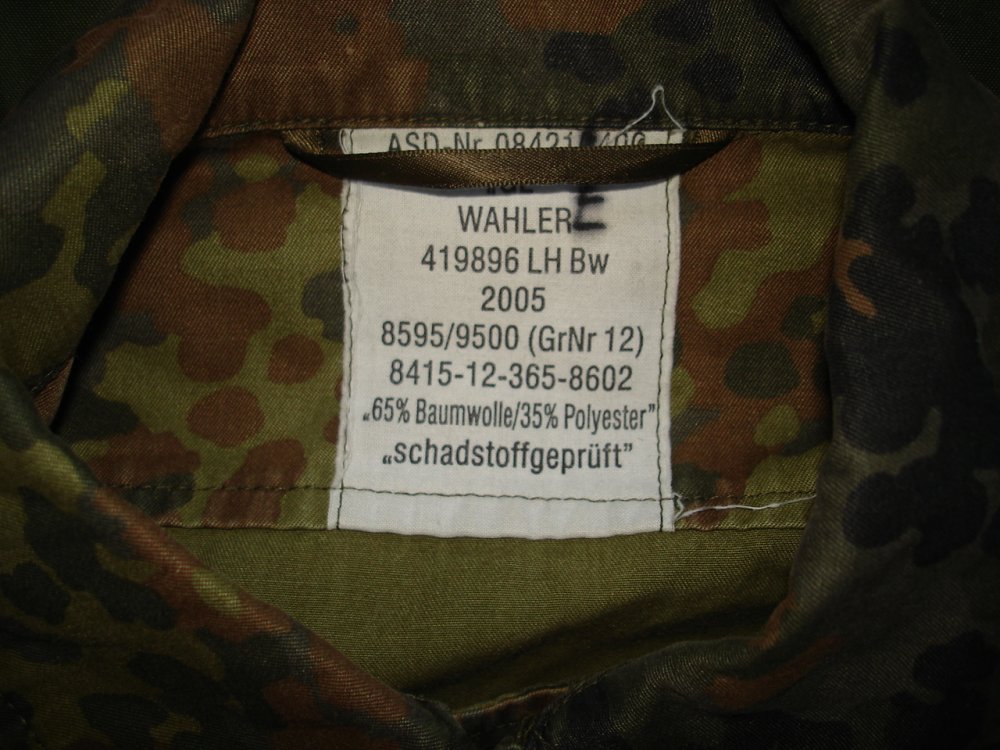 ASD-Nr.
WAHLER E
419896 LH Bw
2005
8595/9500 (GrNr 12)
8415-12-365-8602
„65% Baumwolle/35% Polyester”
„schadstoffgeprüft”